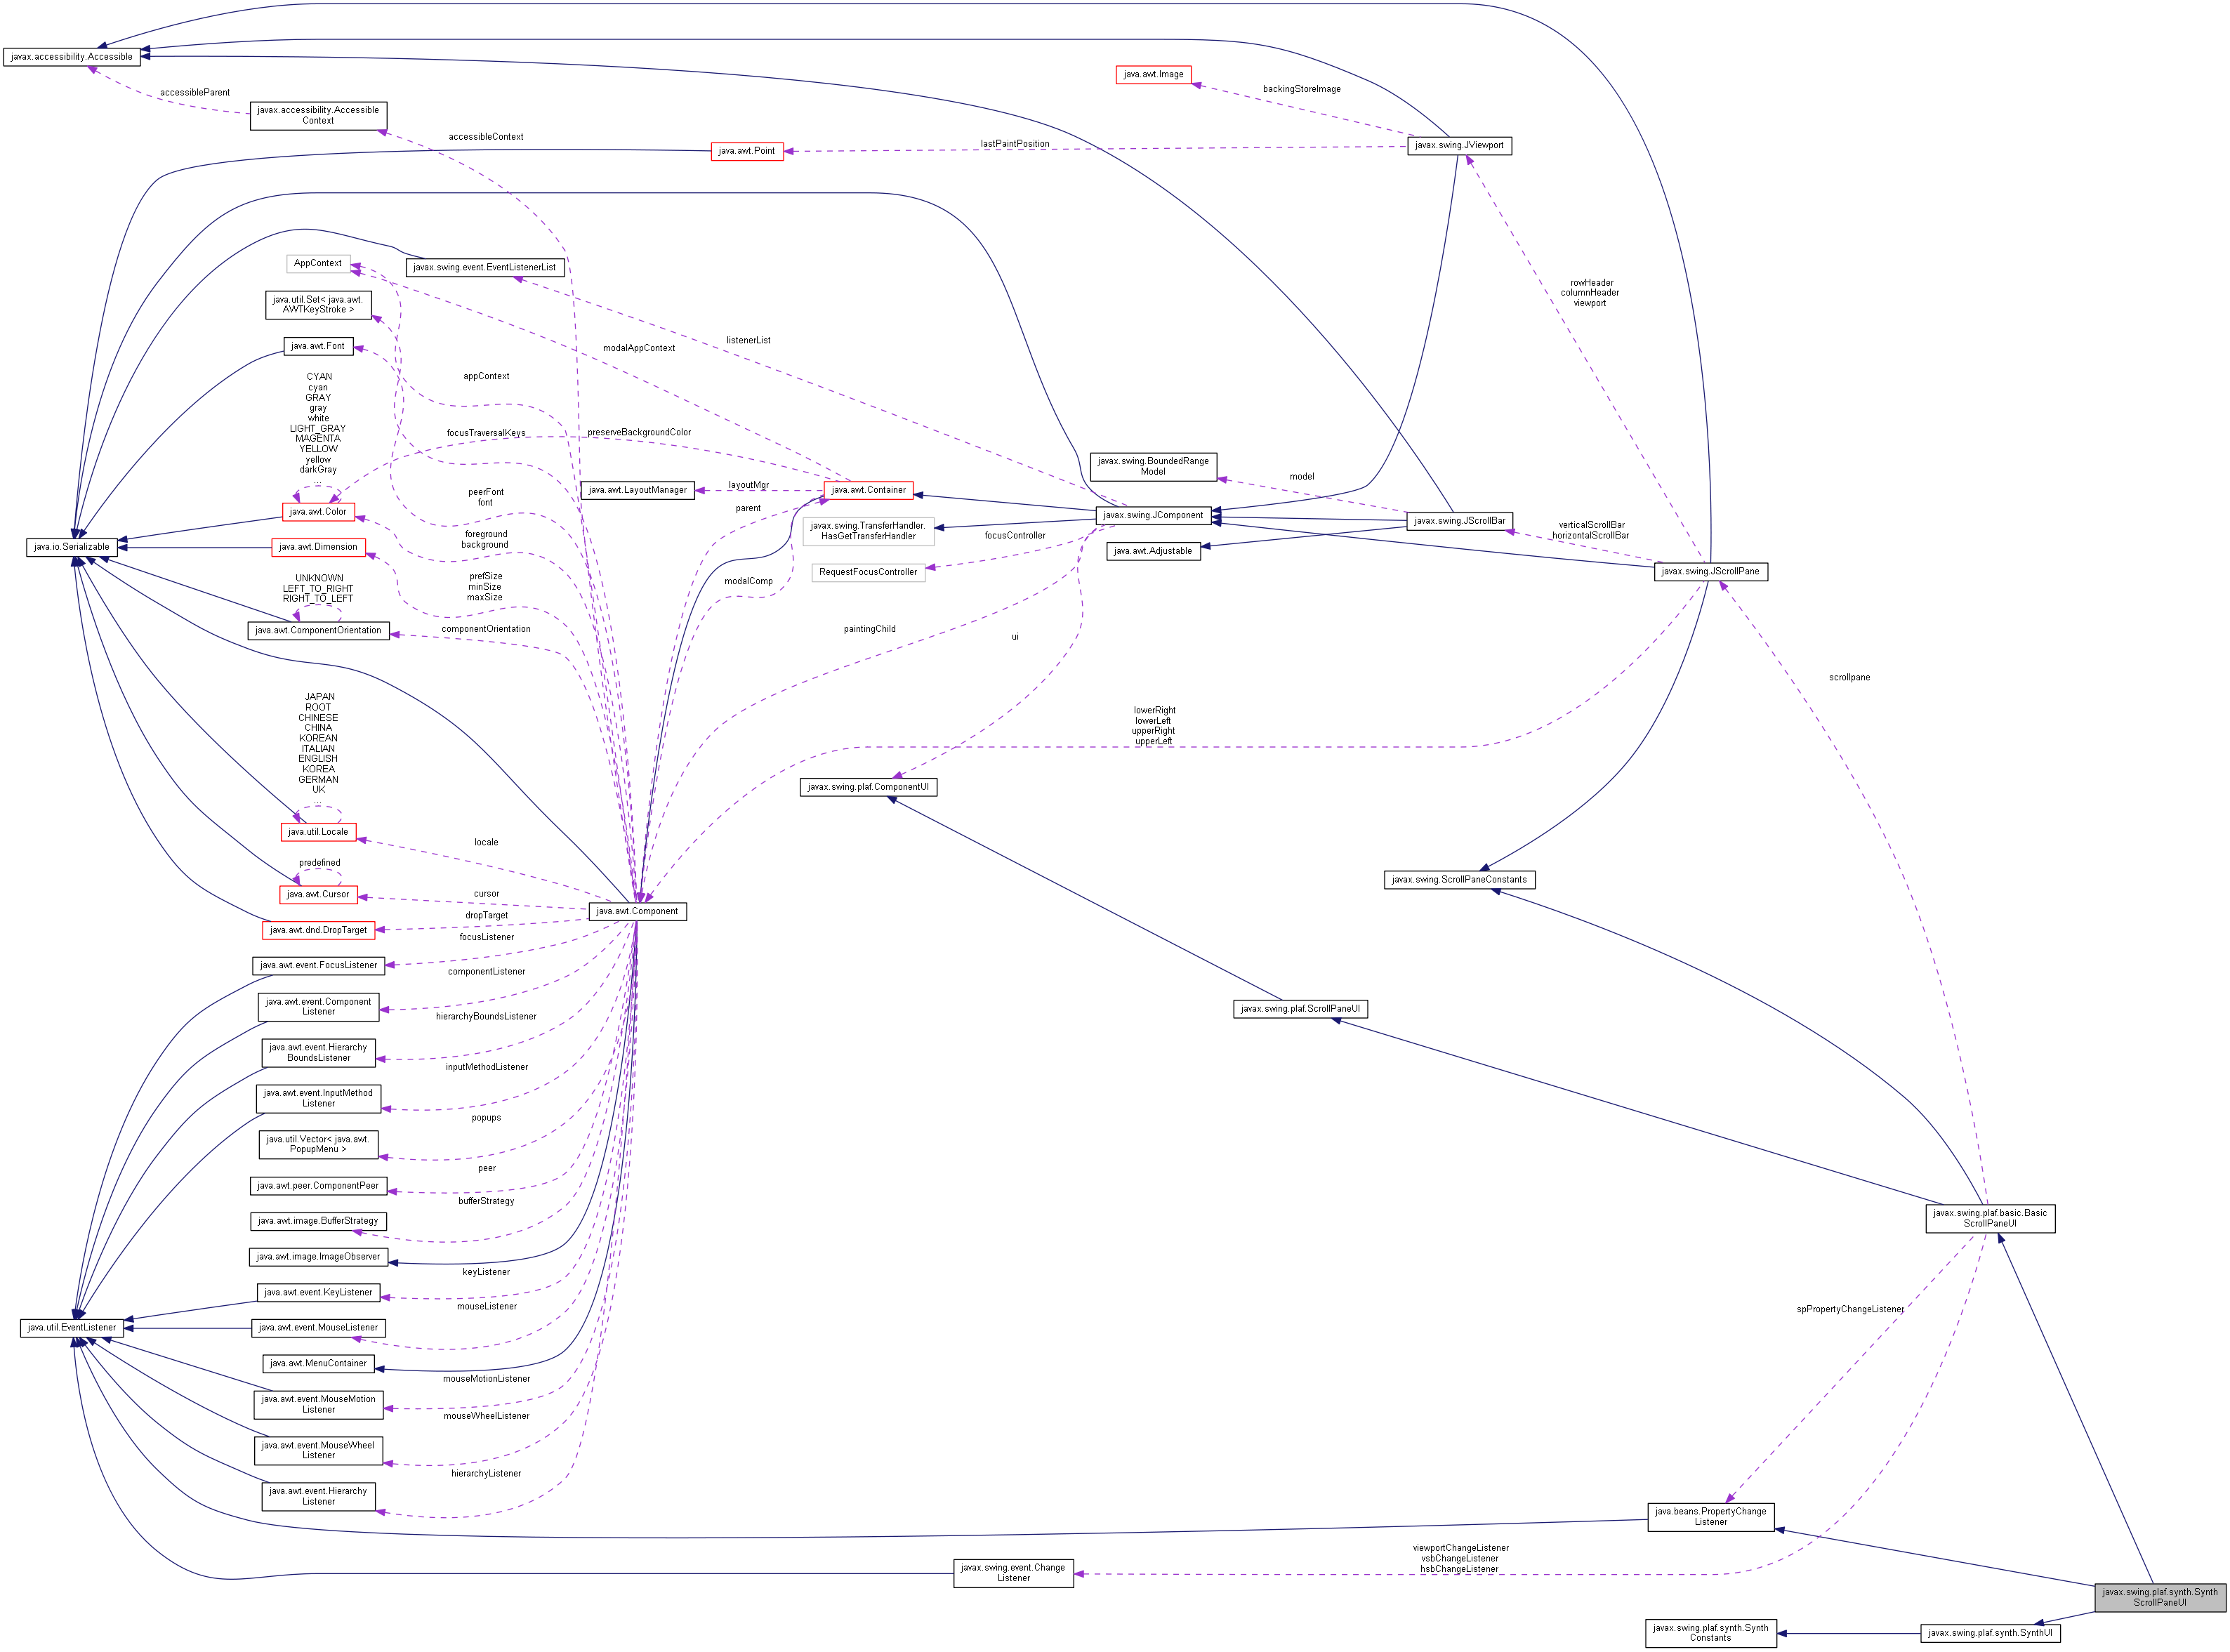 javax.accessibility.Accessible
java.awt.Image
backingStoreImage
accessibleParent
javax.accessibility.Accessible
Context
accessibleContext
java.awt.Point
lastPaintPosition
javax.swing.JViewport
AppContext
javax.swing.event.EventListenerList
java.util.Set< java.awt.
AWTKeyStroke >
rowHeader
columnHeader
viewport
java.awt.Font
modalAppContext
listenerList
appContext
CYAN
cyan
GRAY
gray
white
LIGHT_GRAY
MAGENTA
YELLOW
yellow
darkGray
...
focusTraversalKeys
preserveBackgroundColor
javax.swing.BoundedRange
Model
model
java.awt.LayoutManager
layoutMgr
java.awt.Container
java.awt.Color
peerFont
font
parent
javax.swing.JComponent
javax.swing.JScrollBar
javax.swing.TransferHandler.
HasGetTransferHandler
verticalScrollBar
horizontalScrollBar
java.io.Serializable
java.awt.Dimension
foreground
background
focusController
java.awt.Adjustable
RequestFocusController
javax.swing.JScrollPane
UNKNOWN
LEFT_TO_RIGHT
RIGHT_TO_LEFT
prefSize
minSize
maxSize
modalComp
java.awt.ComponentOrientation
componentOrientation
paintingChild
ui
scrollpane
JAPAN
ROOT
CHINESE
CHINA
KOREAN
ITALIAN
ENGLISH
KOREA
GERMAN
UK
...
lowerRight
lowerLeft
upperRight
upperLeft
javax.swing.plaf.ComponentUI
java.util.Locale
locale
predefined
java.awt.Cursor
cursor
javax.swing.ScrollPaneConstants
java.awt.Component
dropTarget
java.awt.dnd.DropTarget
focusListener
java.awt.event.FocusListener
componentListener
java.awt.event.Component
Listener
javax.swing.plaf.ScrollPaneUI
hierarchyBoundsListener
java.awt.event.Hierarchy
BoundsListener
inputMethodListener
java.awt.event.InputMethod
Listener
popups
java.util.Vector< java.awt.
PopupMenu >
peer
java.awt.peer.ComponentPeer
bufferStrategy
java.awt.image.BufferStrategy
javax.swing.plaf.basic.Basic
ScrollPaneUI
java.awt.image.ImageObserver
keyListener
java.awt.event.KeyListener
mouseListener
spPropertyChangeListener
java.util.EventListener
java.awt.event.MouseListener
java.awt.MenuContainer
mouseMotionListener
java.awt.event.MouseMotion
Listener
mouseWheelListener
java.awt.event.MouseWheel
Listener
hierarchyListener
java.awt.event.Hierarchy
Listener
java.beans.PropertyChange
Listener
viewportChangeListener
vsbChangeListener
hsbChangeListener
javax.swing.event.Change
Listener
javax.swing.plaf.synth.Synth
ScrollPaneUI
javax.swing.plaf.synth.Synth
Constants
javax.swing.plaf.synth.SynthUI